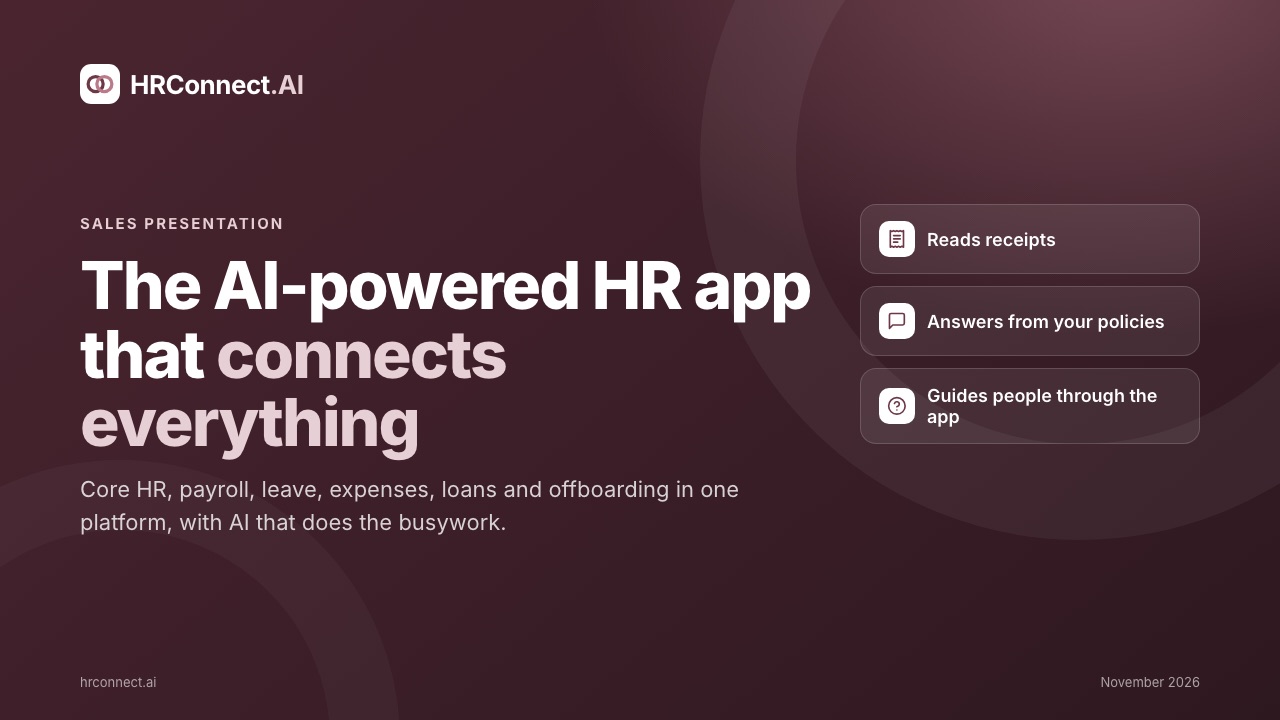 HRConnect.AI
SALES PRESENTATION
The AI-powered HR app
that connects
everything
Core HR, payroll, leave, expenses, loans and offboarding in one
platform, with AI that does the busywork.
Reads receipts
Answers from your policies
Guides people through the
app
hrconnect.ai
November 2026